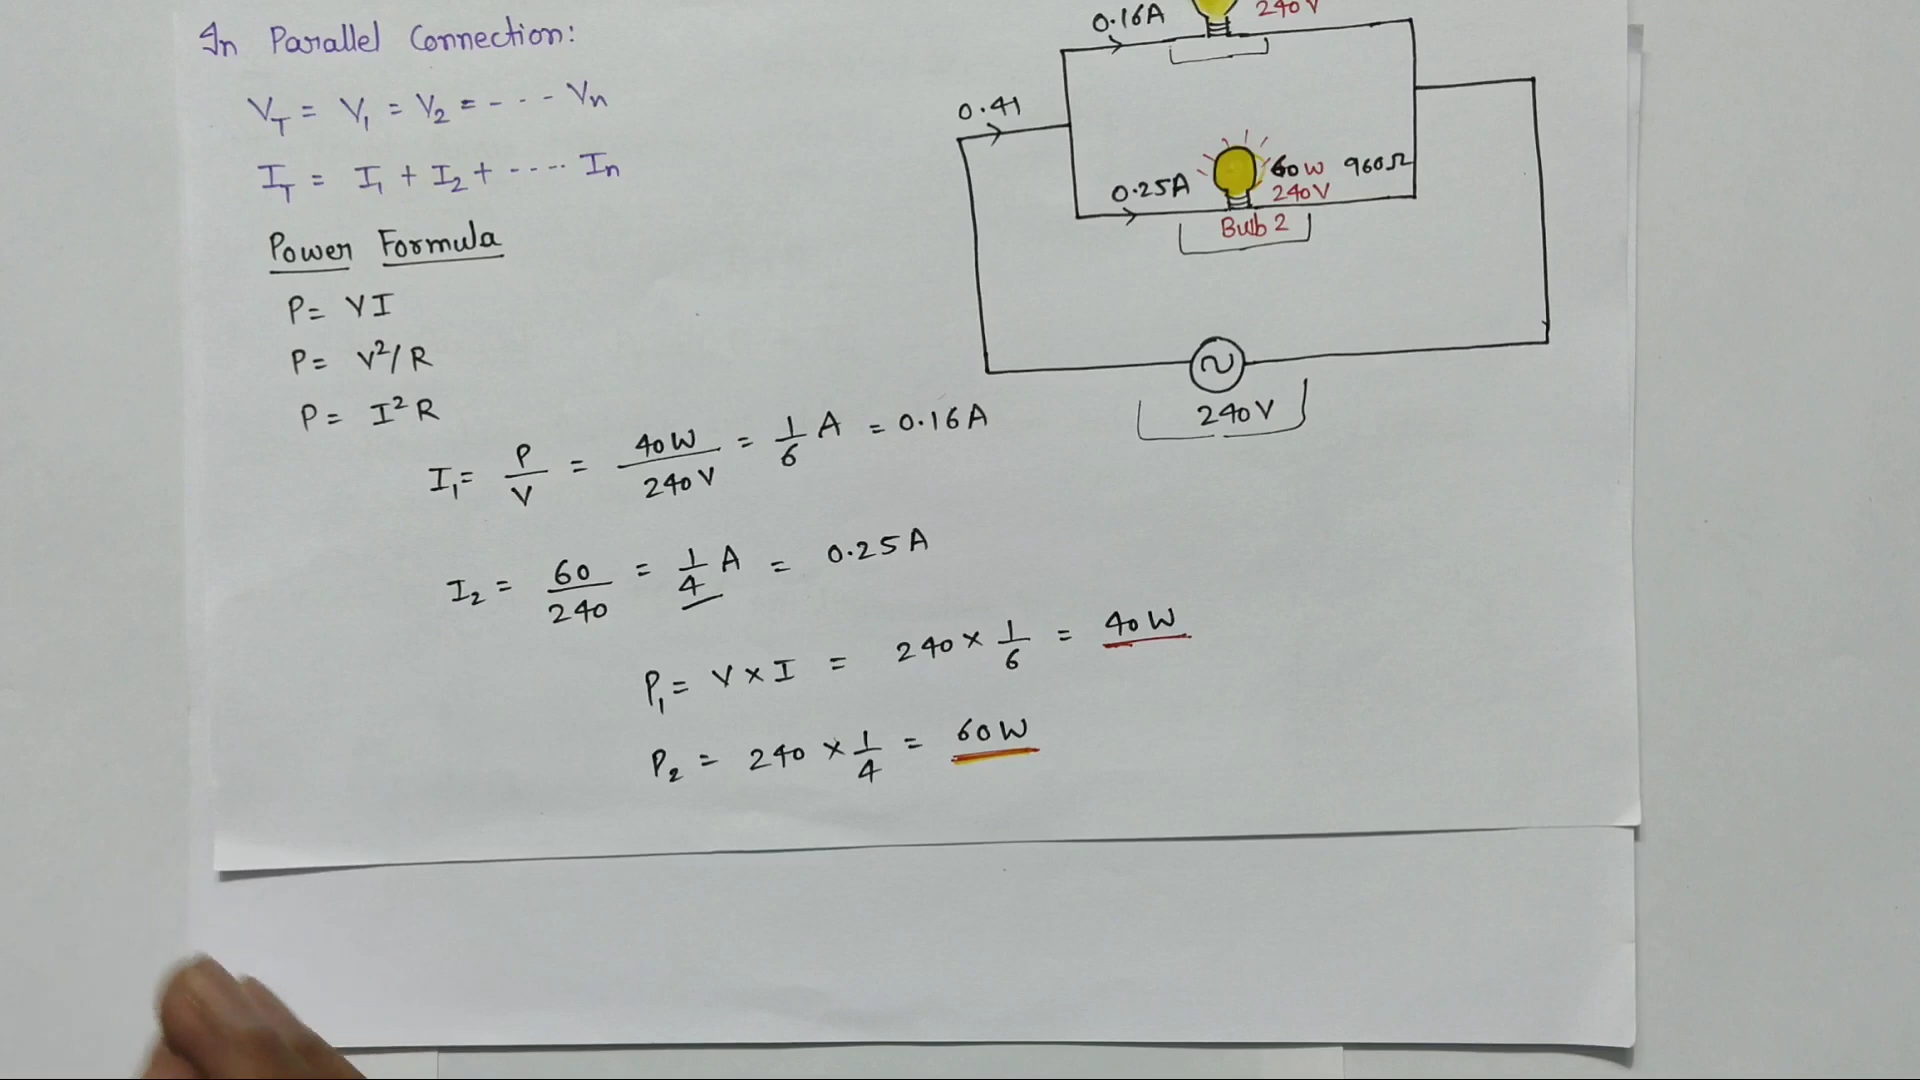 In Parallel Connection:
V_T = V_1 = V_2 = - - - - V_n
I_T = I_1 + I_2 + - - - - I_n
Power Formula
P = VI
P = V²/R
P = I²R
I_1 = P/V = 40W/240V = 1/6 A = 0.16A
I_2 = 60/240 = 1/4 A = 0.25A
P_1 = V × I = 240 × 1/6 = 40W
P_2 = 240 × 1/4 = 60W
0.16A
240V
0.41
0.25A
60W 960Ω
240V
Bulb 2
240V